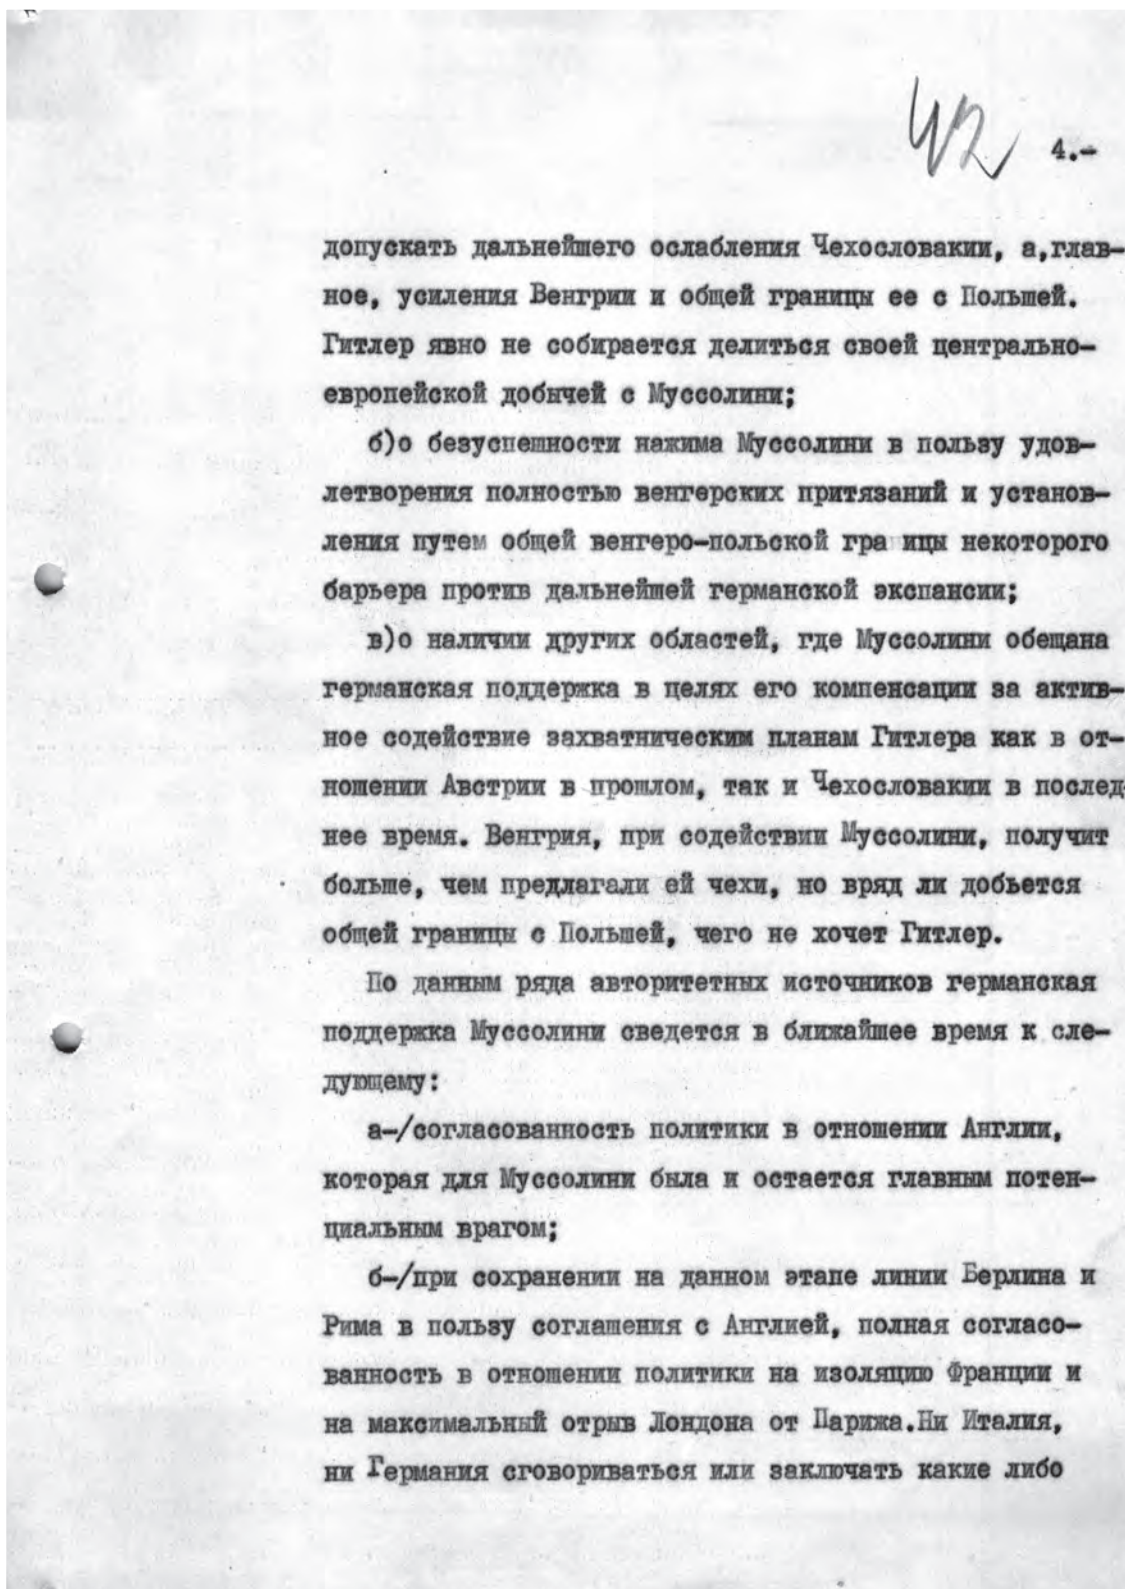 42 4.-
допускать дальнейшего ослабления Чехословакии, а,глав-
ное, усиления Венгрии и общей границы ее с Польшей.
Гитлер явно не собирается делиться своей центрально-
европейской добычей с Муссолини;
б)о безуспешности нажима Муссолини в пользу удов-
летворения полностью венгерских притязаний и установ-
ления путем общей венгеро-польской гра ицы некоторого
барьера против дальнейшей германской экспансии;
в)о наличии других областей, где Муссолини обещана
германская поддержка в целях его компенсации за актив-
ное содействие захватническим планам Гитлера как в от-
ношении Австрии в прошлом, так и Чехословакии в послед-
нее время. Венгрия, при содействии Муссолини, получит
больше, чем предлагали ей чехи, но вряд ли добьется
общей границы с Польшей, чего не хочет Гитлер.
По данным ряда авторитетных источников германская
поддержка Муссолини сведется в ближайшее время к сле-
дующему:
а-/согласованность политики в отношении Англии,
которая для Муссолини была и остается главным потен-
циальным врагом;
б-/при сохранении на данном этапе линии Берлина и
Рима в пользу соглашения с Англией, полная согласо-
ванность в отношении политики на изоляцию Франции и
на максимальный отрыв Лондона от Парижа.Ни Италия,
ни Германия сговориваться или заключать какие либо